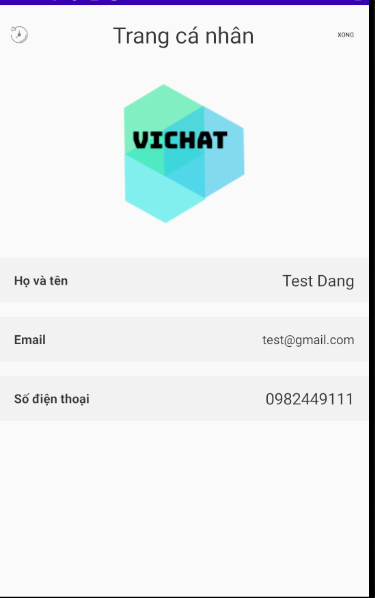 Trang cá nhân
XONG
VICHAT
Họ và tên
Test Dang
Email
test@gmail.com
Số điện thoại
0982449111